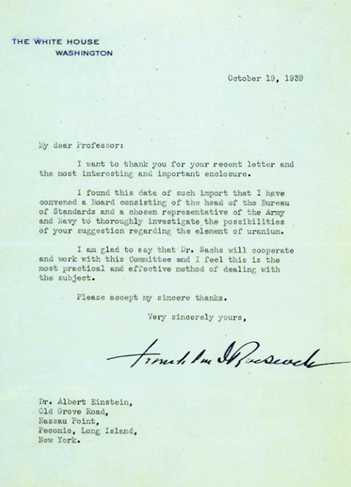 THE WHITE HOUSE
WASHINGTON
October 19, 1939
My dear Professor:
I want to thank you for your recent letter and
the most interesting and important enclosure.
I found this data of such import that I have
convened a Board consisting of the head of the Bureau
of Standards and a chosen representative of the Army
and Navy to thoroughly investigate the possibilities
of your suggestion regarding the element of uranium.
I am glad to say that Dr. Sachs will cooperate
and work with this Committee and I feel this is the
most practical and effective method of dealing with
the subject.
Please accept my sincere thanks.
Very sincerely yours,
Franklin D Roosevelt
Dr. Albert Einstein,
Old Grove Road,
Nassau Point,
Peconic, Long Island,
New York.